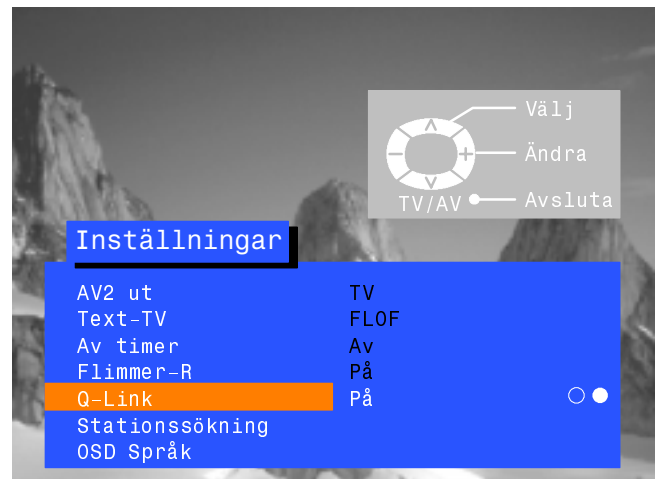 Välj
Ändra
TV/AV Avsluta
Inställningar
AV2 ut TV
Text-TV FLOF
Av timer Av
Flimmer-R På
Q-Link På
Stationssökning
OSD Språk